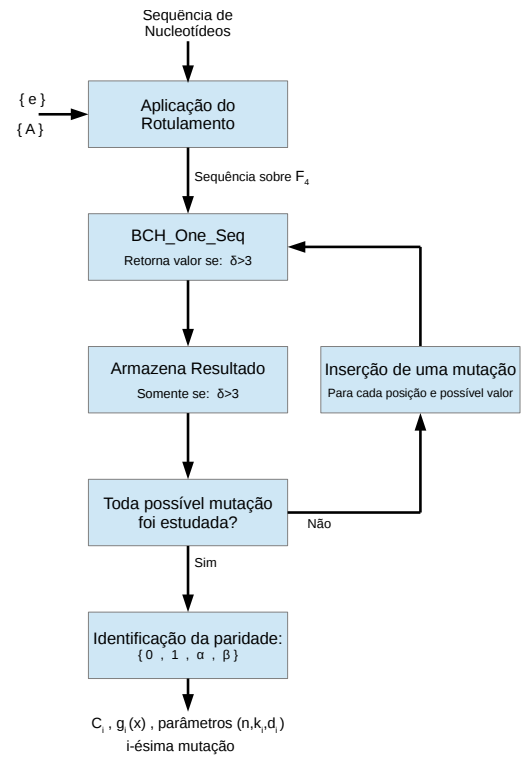 Sequência de
Nucleotídeos
{ e }
{ A }
Aplicação do
Rotulamento
Sequência sobre F₄
BCH_One_Seq
Retorna valor se: δ>3
Armazena Resultado
Somente se: δ>3
Inserção de uma mutação
Para cada posição e possível valor
Toda possível mutação
foi estudada?
Não
Sim
Identificação da paridade:
{ 0 , 1 , α , β }
Cᵢ , gᵢ(x) , parâmetros (n,kᵢ,dᵢ)
i-ésima mutação